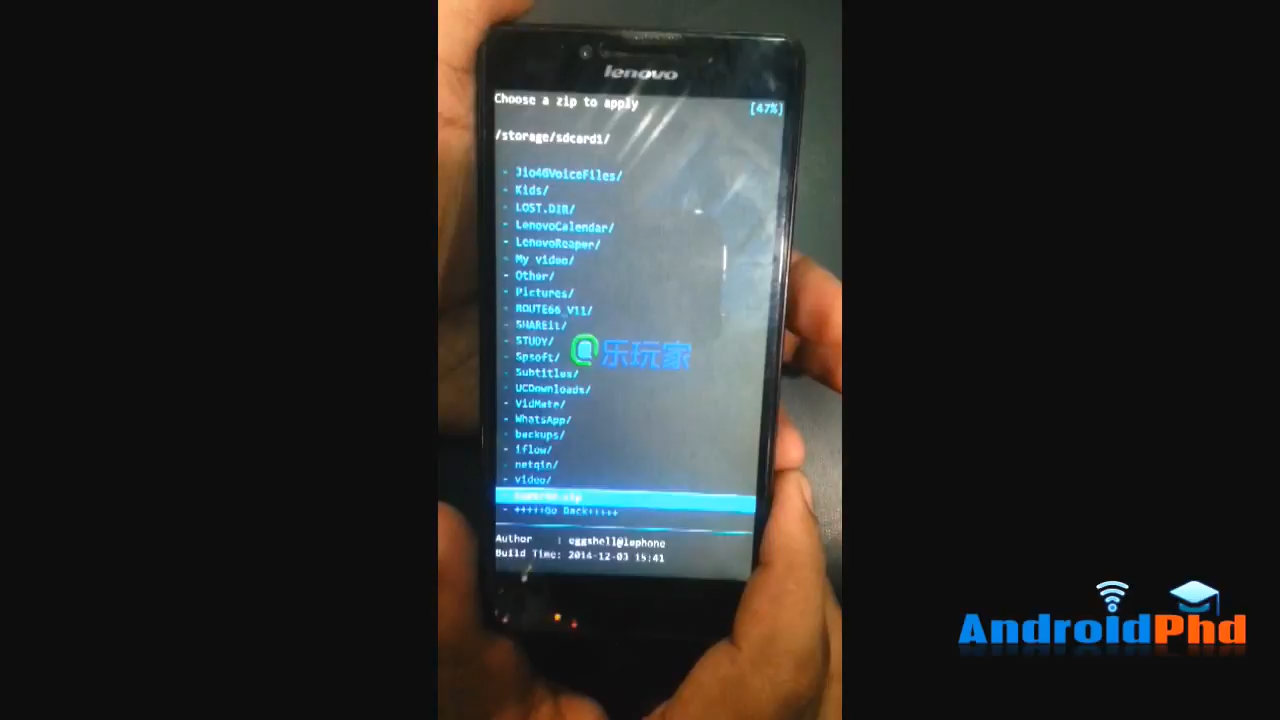 lenovo
Choose a zip to apply
[47%]
/storage/sdcard1/
- Jio4GVoiceFiles/
- Kids/
- LOST.DIR/
- LenovoCalendar/
- LenovoReaper/
- My video/
- Other/
- Pictures/
- ROUTE66_V11/
- SHAREit/
- STUDY/
- Spsoft/
乐玩家
- Subtitles/
- UCDownloads/
- VidMate/
- WhatsApp/
- backups/
- iflow/
- netqin/
- video/
- +++++Go Back+++++
Author : eggshell@lephone
Build Time: 2014-12-03 15:41
AndroidPhd